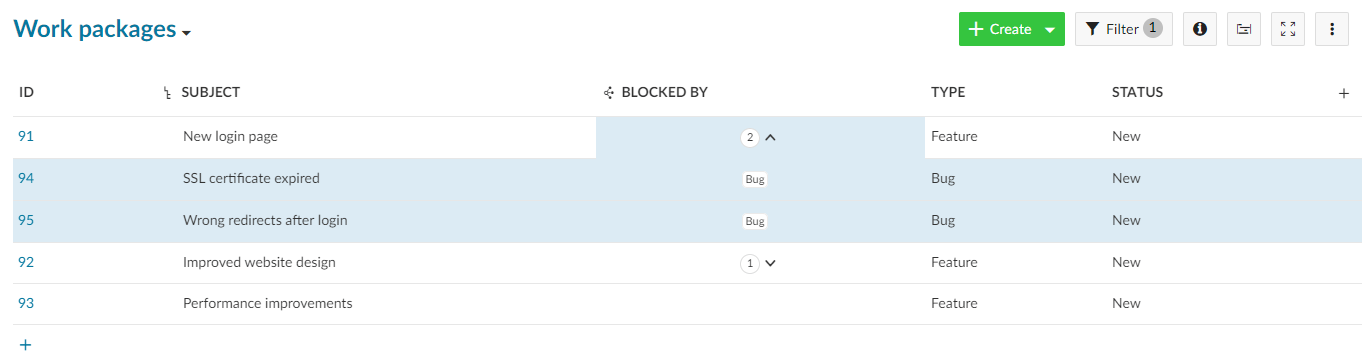 Work packages
Create Filter 1
ID SUBJECT BLOCKED BY TYPE STATUS
91 New login page 2 Feature New
94 SSL certificate expired Bug Bug New
95 Wrong redirects after login Bug Bug New
92 Improved website design 1 Feature New
93 Performance improvements Feature New